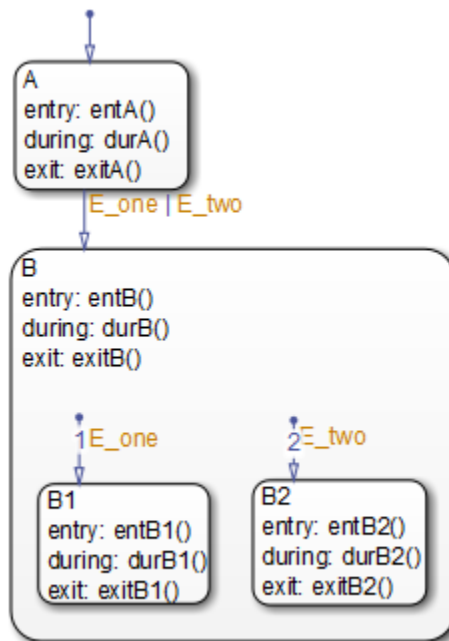 A
entry: entA()
during: durA()
exit: exitA()
E_one | E_two
B
entry: entB()
during: durB()
exit: exitB()
1 E_one
2 E_two
B1
entry: entB1()
during: durB1()
exit: exitB1()
B2
entry: entB2()
during: durB2()
exit: exitB2()